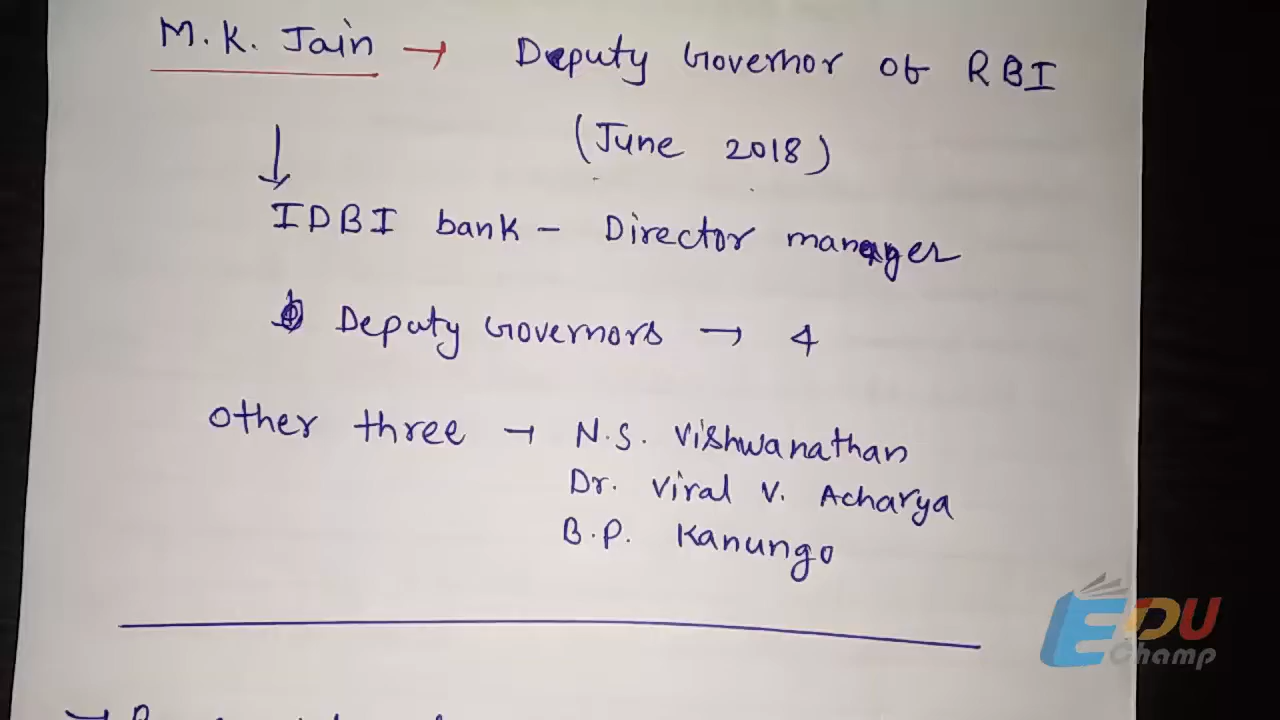 M.K. Jain → Deputy Governor of RBI
(June 2018)
↓
IDBI bank - Director manager
Deputy Governors → 4
Other three → N.S. Vishwanathan
Dr. Viral V. Acharya
B.P. Kanungo
EDU
Champ